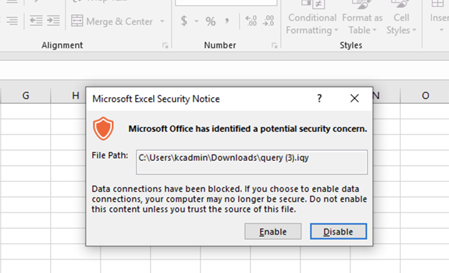 Merge & Center
$ % ,
Conditional Format as Cell
Formatting Table Styles
Inser
Alignment
Number
Styles
G H N O
Microsoft Excel Security Notice ? ×
Microsoft Office has identified a potential security concern.
File Path: C:\Users\kcadmin\Downloads\query (3).iqy
Data connections have been blocked. If you choose to enable data
connections, your computer may no longer be secure. Do not enable
this content unless you trust the source of this file.
Enable Disable